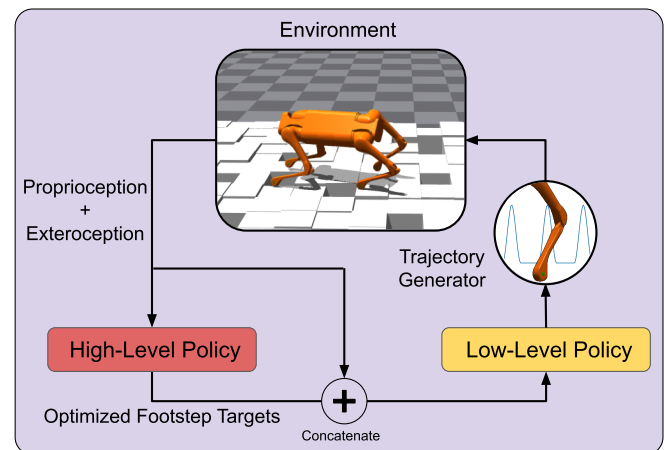 Environment
Proprioception
+
Exteroception
Trajectory
Generator
High-Level Policy
Low-Level Policy
Optimized Footstep Targets
+
Concatenate